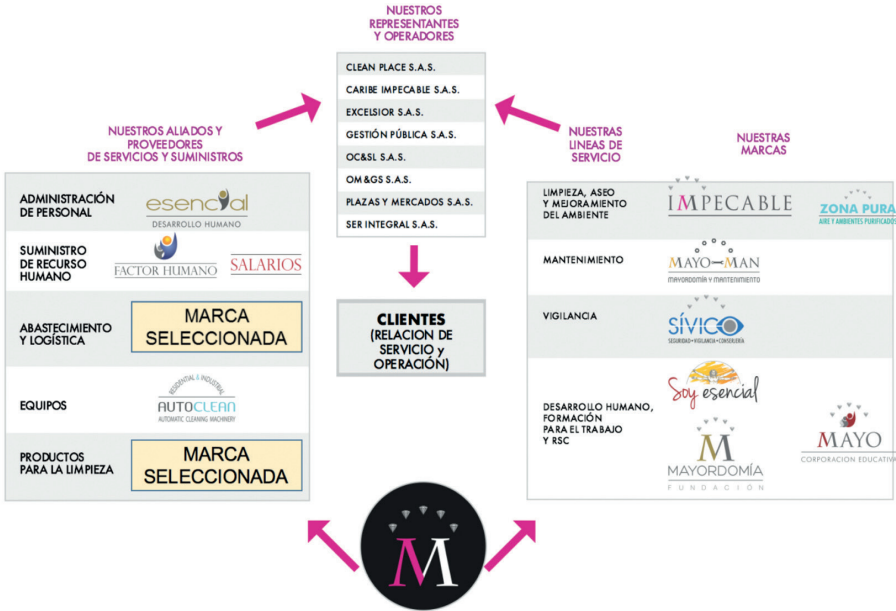 NUESTROS
REPRESENTANTES
Y OPERADORES
CLEAN PLACE S.A.S.
CARIBE IMPECABLE S.A.S.
EXCELSIOR S.A.S.
GESTIÓN PÚBLICA S.A.S.
OC&SL S.A.S.
OM&GS S.A.S.
PLAZAS Y MERCADOS S.A.S.
SER INTEGRAL S.A.S.
CLIENTES
(RELACION DE
SERVICIO y
OPERACIÓN)
NUESTROS ALIADOS Y
PROVEEDORES
DE SERVICIOS Y SUMINISTROS
ADMINISTRACIÓN
DE PERSONAL
esencial
DESARROLLO HUMANO
SUMINISTRO
DE RECURSO
HUMANO
FACTOR HUMANO
SALARIOS
ABASTECIMIENTO
Y LOGÍSTICA
MARCA
SELECCIONADA
EQUIPOS
RESIDENTIAL & INDUSTRIAL
AUTOCLEAN
AUTOMATIC CLEANING MACHINERY
PRODUCTOS
PARA LA LIMPIEZA
MARCA
SELECCIONADA
NUESTRAS
LINEAS DE
SERVICIO
NUESTRAS
MARCAS
LIMPIEZA, ASEO
Y MEJORAMIENTO
DEL AMBIENTE
IMPECABLE
ZONA PURA
AIRE Y AMBIENTES PURIFICADOS
MANTENIMIENTO
MAYO-MAN
MAYORDOMÍA Y MANTENIMIENTO
VIGILANCIA
SÍVICO
SEGURIDAD•VIGILANCIA•CONSERJERÍA
DESARROLLO HUMANO,
FORMACIÓN
PARA EL TRABAJO
Y RSC
Soy esencial
M
MAYORDOMÍA
FUNDACIÓN
MAYO
CORPORACION EDUCATIVA
M